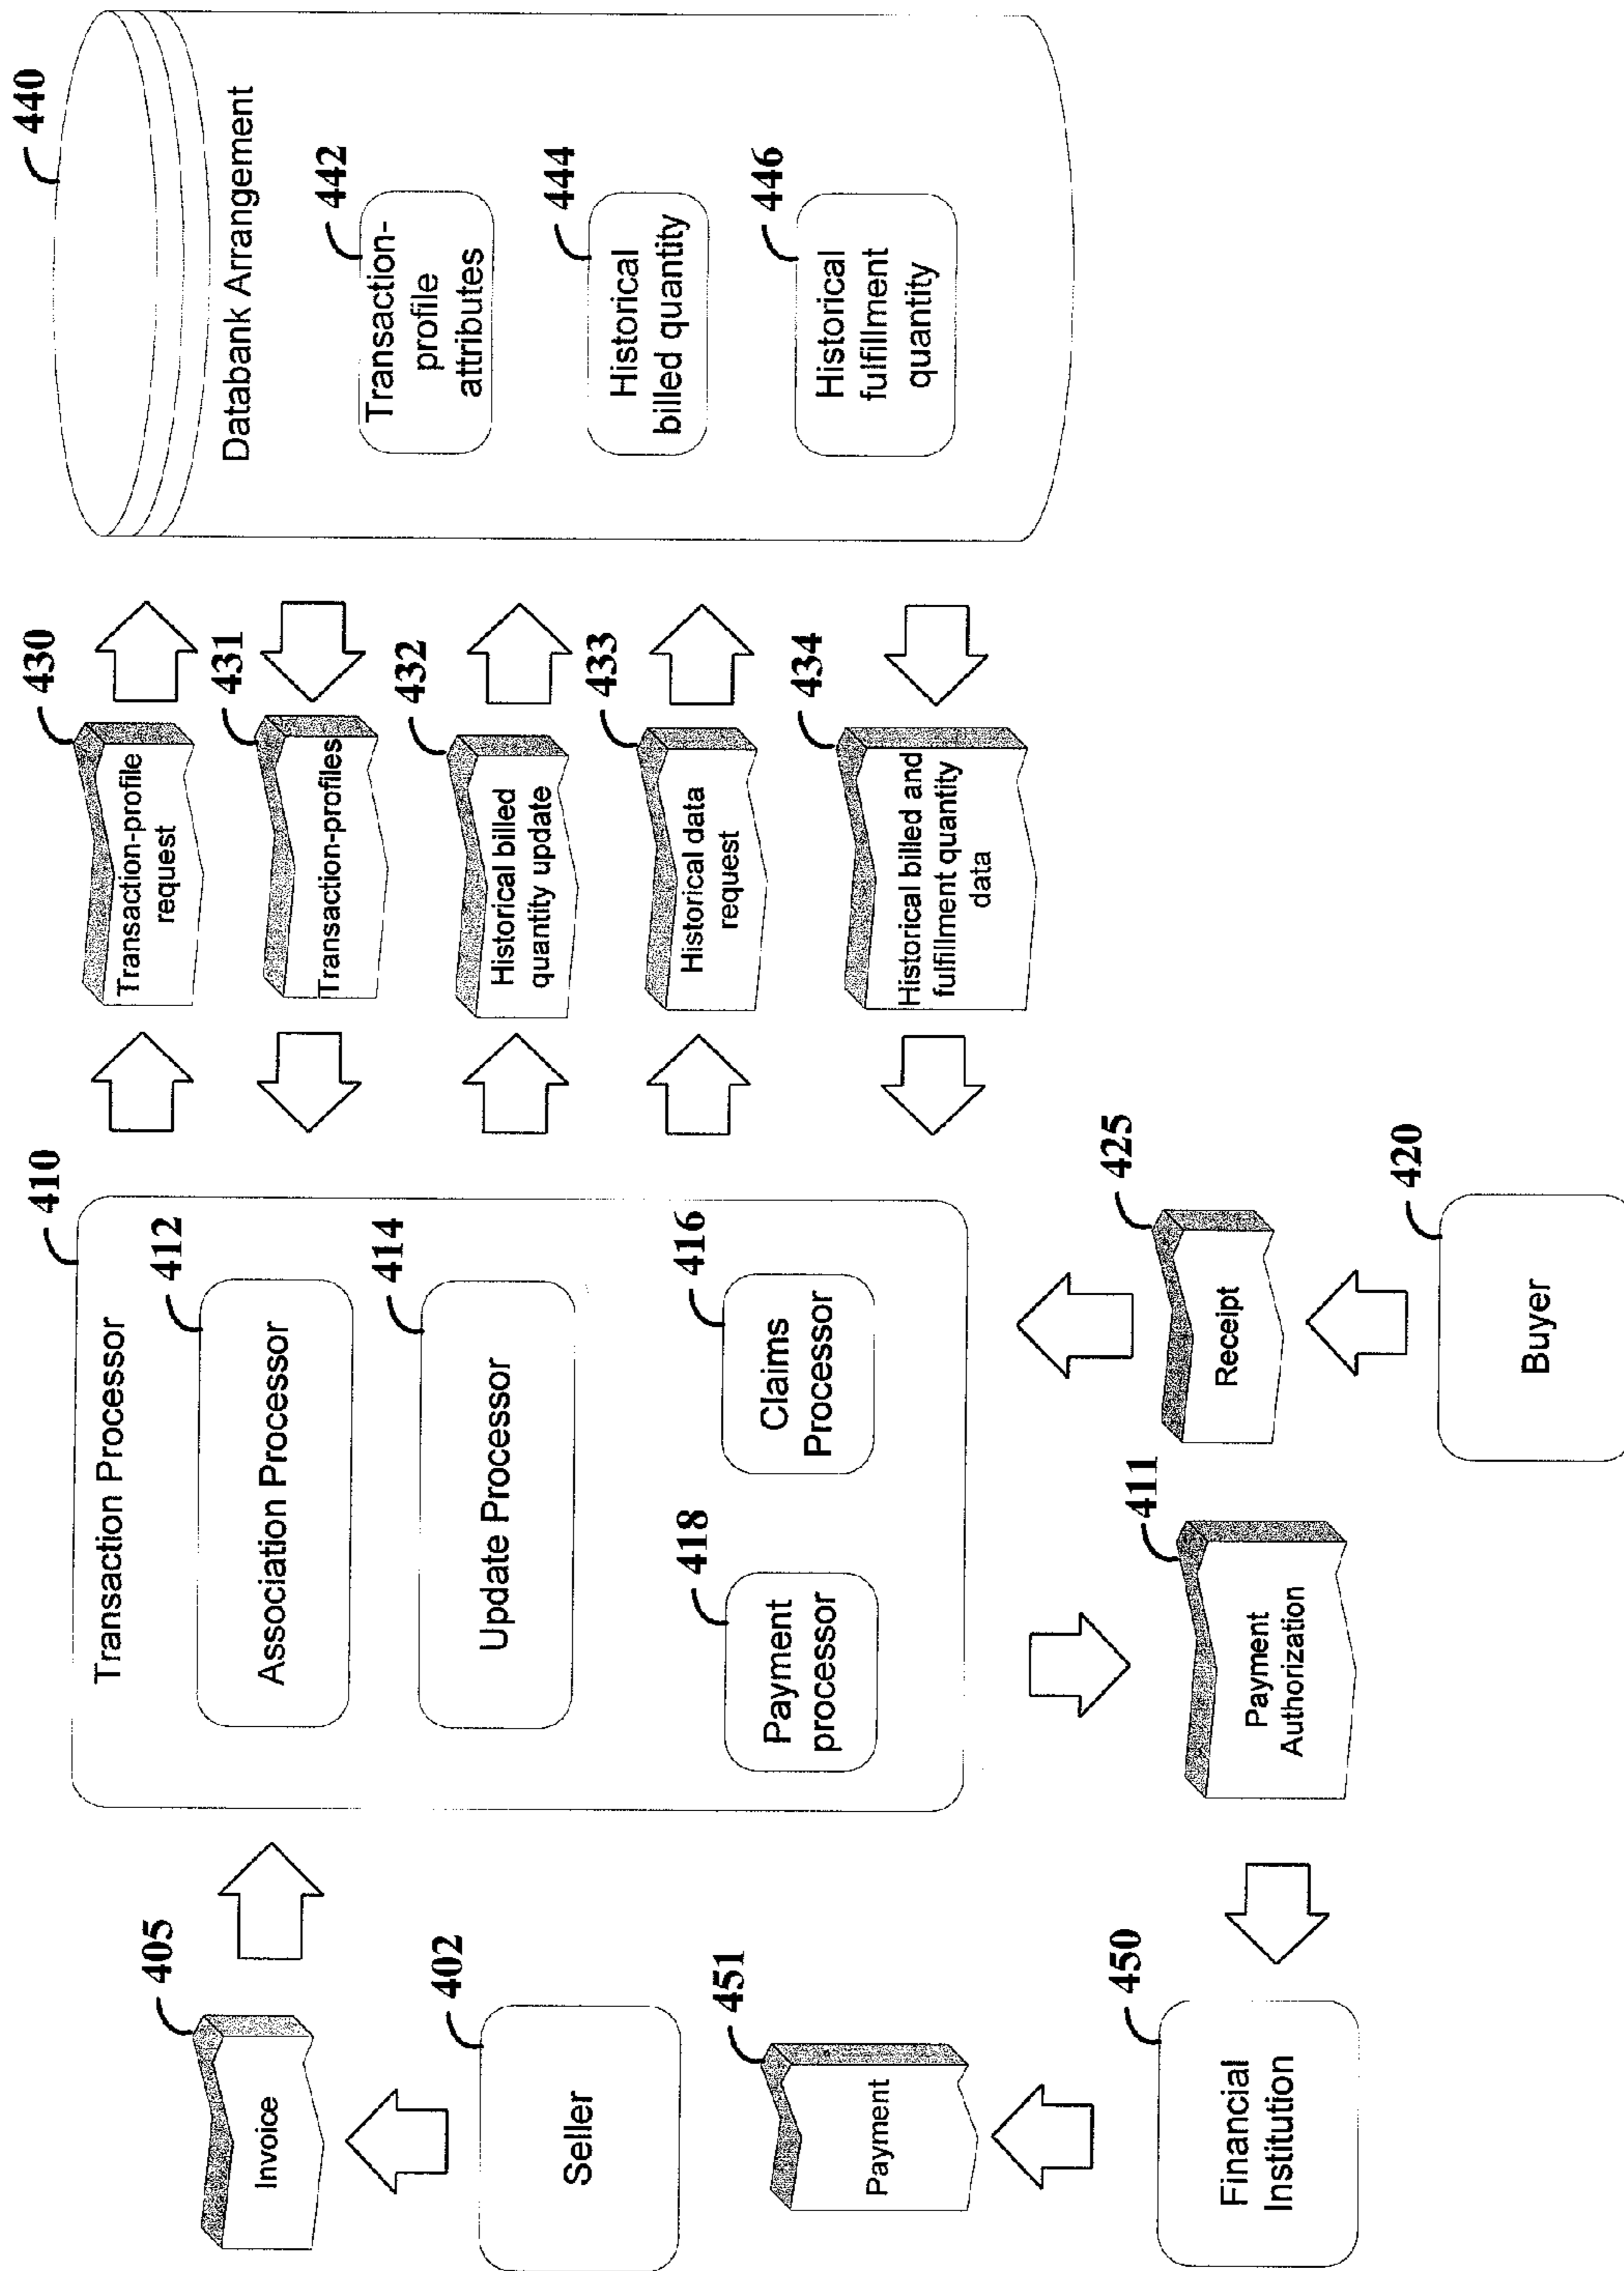 440
Databank Arrangement
442
Transaction-
profile
attributes
444
Historical
billed quantity
446
Historical
fulfillment
quantity
430
Transaction-profile
request
431
Transaction-profiles
432
Historical billed
quantity update
433
Historical data
request
434
Historical billed and
fulfillment quantity
data
410
Transaction Processor
412
Association Processor
414
Update Processor
416
Claims
Processor
418
Payment
processor
425
Receipt
420
Buyer
411
Payment
Authorization
405
Invoice
402
Seller
451
Payment
450
Financial
Institution